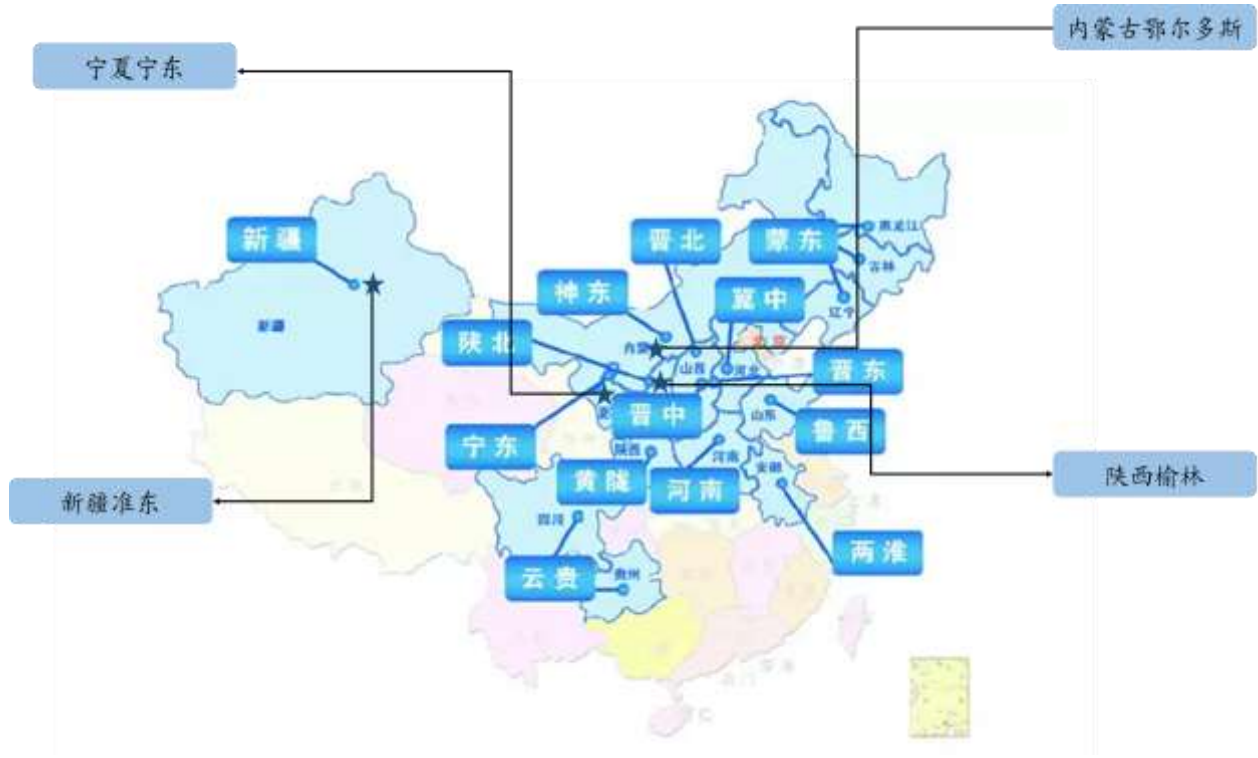 内蒙古鄂尔多斯
宁夏宁东
黑龙江
新疆
晋北
蒙东
吉林
神东
冀中
辽宁
新疆
陕北
内蒙
北京
山西
河北
晋东
晋中
山东
鲁西
宁东
陕西
河南
安徽
陕西榆林
黄陇
河南
新疆准东
四川
两淮
云贵
贵州